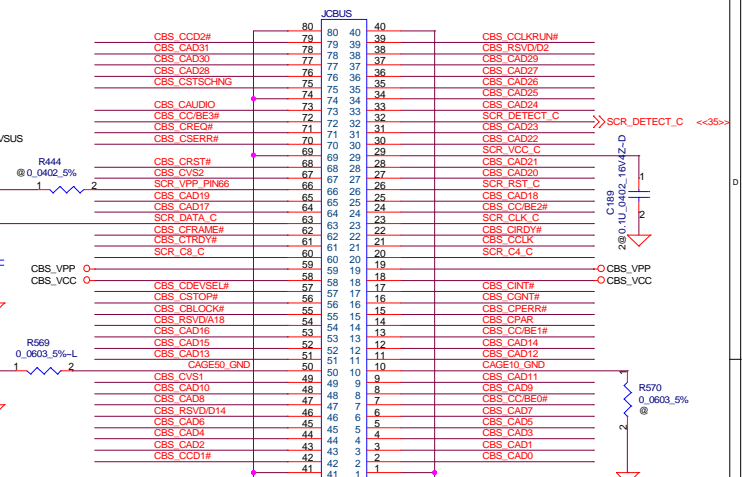 JCBUS
80 80 40 40
CBS_CCD2# 79 79 39 39 CBS_CCLKRUN#
CBS_CAD31 78 78 38 38 CBS_RSVD/D2
CBS_CAD30 77 77 37 37 CBS_CAD29
CBS_CAD28 76 76 36 36 CBS_CAD27
CBS_CSTSCHNG 75 75 35 35 CBS_CAD26
74 74 34 34 CBS_CAD25
CBS_CAUDIO 73 73 33 33 CBS_CAD24
CBS_CC/BE3# 72 72 32 32 SCR_DETECT_C SCR_DETECT_C <<35>>
CBS_CREQ# 71 71 31 31 CBS_CAD23
VSUS CBS_CSERR# 70 70 30 30 CBS_CAD22
69 69 29 29 SCR_VCC_C
R444 CBS_CRST# 68 68 28 28 CBS_CAD21
@0_0402_5% CBS_CVS2 67 67 27 27 CBS_CAD20
1 2 SCR_VPP_PIN66 66 66 26 26 SCR_RST_C
CBS_CAD19 65 65 25 25 CBS_CAD18
CBS_CAD17 64 64 24 24 CBS_CC/BE2#
SCR_DATA_C 63 63 23 23 SCR_CLK_C
CBS_CFRAME# 62 62 22 22 CBS_CIRDY#
CBS_CTRDY# 61 61 21 21 CBS_CCLK
SCR_C8_C 60 60 20 20 SCR_C4_C
C189
2@0.1U_0402_16V4Z~D
1
2
D
CBS_VPP 59 59 19 19 CBS_VPP
CBS_VCC 58 58 18 18 CBS_VCC
CBS_CDEVSEL# 57 57 17 17 CBS_CINT#
CBS_CSTOP# 56 56 16 16 CBS_CGNT#
CBS_CBLOCK# 55 55 15 15 CBS_CPERR#
CBS_RSVD/A18 54 54 14 14 CBS_CPAR
CBS_CAD16 53 53 13 13 CBS_CC/BE1#
R569 CBS_CAD15 52 52 12 12 CBS_CAD14
0_0603_5%~L CBS_CAD13 51 51 11 11 CBS_CAD12
1 2 CAGE50_GND 50 50 10 10 CAGE10_GND
CBS_CVS1 49 49 9 9 CBS_CAD11
CBS_CAD10 48 48 8 8 CBS_CAD9
CBS_CAD8 47 47 7 7 CBS_CC/BE0#
CBS_RSVD/D14 46 46 6 6 CBS_CAD7
CBS_CAD6 45 45 5 5 CBS_CAD5
CBS_CAD4 44 44 4 4 CBS_CAD3
CBS_CAD2 43 43 3 3 CBS_CAD1
CBS_CCD1# 42 42 2 2 CBS_CAD0
41 41 1 1
1
R570
0_0603_5%
@
2